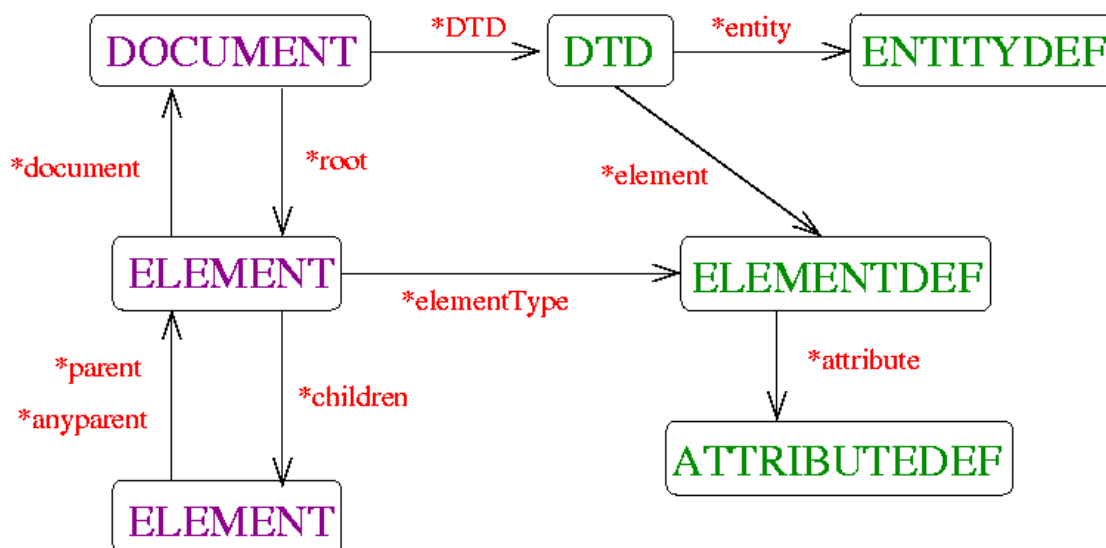 DOCUMENT
*DTD
DTD
*entity
ENTITYDEF
*document
*root
*element
ELEMENT
*elementType
ELEMENTDEF
*parent
*anyparent
*children
*attribute
ATTRIBUTEDEF
ELEMENT